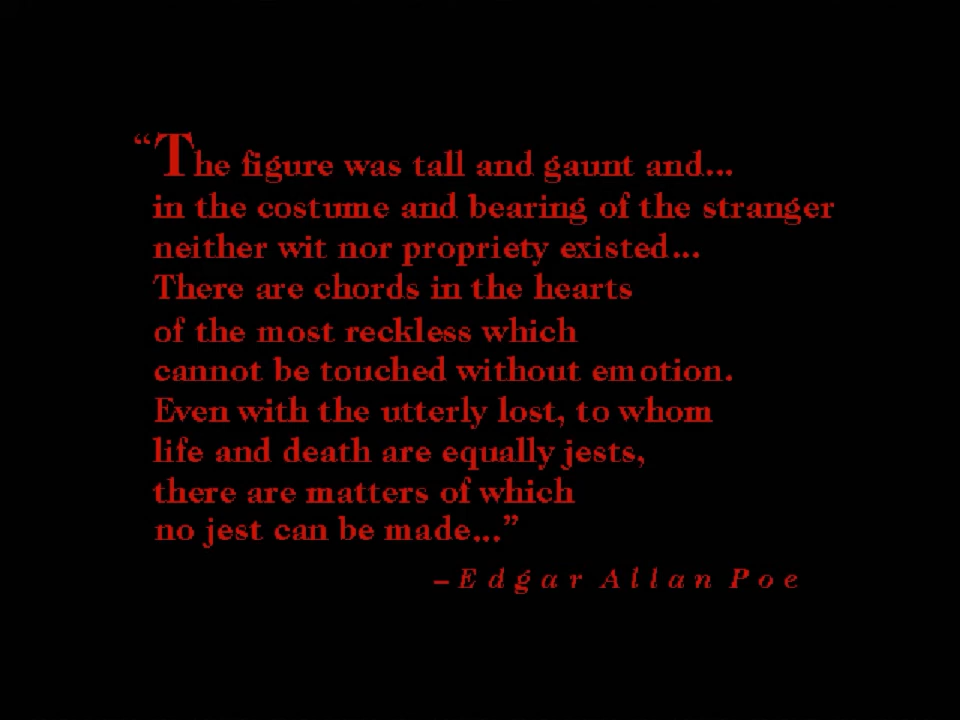 “The figure was tall and gaunt and...
in the costume and bearing of the stranger
neither wit nor propriety existed...
There are chords in the hearts
of the most reckless which
cannot be touched without emotion.
Even with the utterly lost, to whom
life and death are equally jests,
there are matters of which
no jest can be made...”
– Edgar Allan Poe